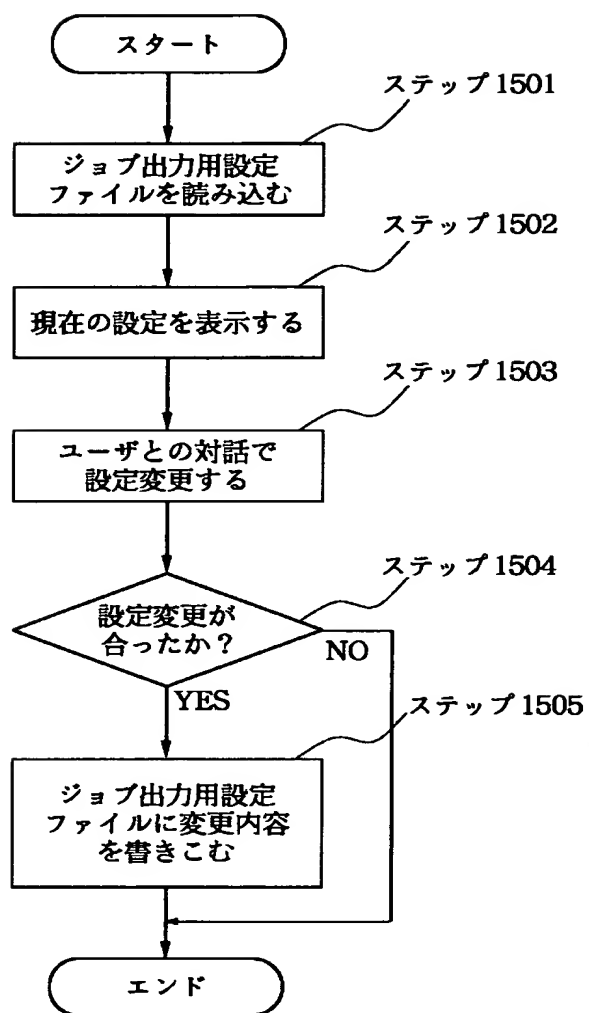 スタート
ステップ 1501
ジョブ出力用設定
ファイルを読み込む
ステップ 1502
現在の設定を表示する
ステップ 1503
ユーザとの対話で
設定変更する
ステップ 1504
設定変更が
合ったか？
NO
YES
ステップ 1505
ジョブ出力用設定
ファイルに変更内容
を書きこむ
エンド